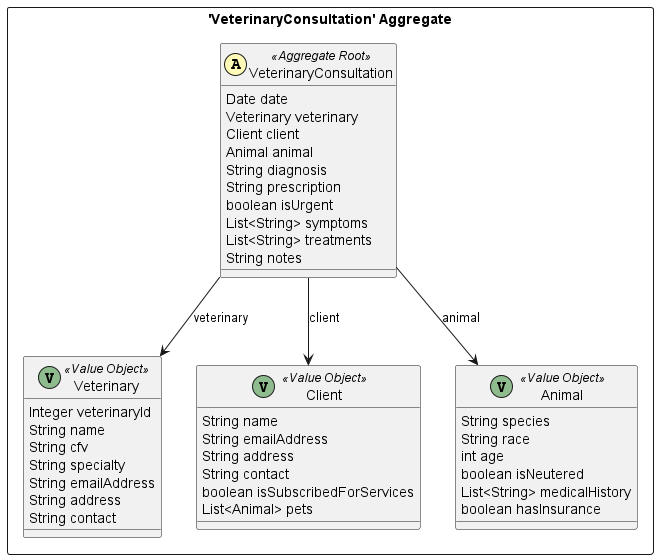 'VeterinaryConsultation' Aggregate
A
«Aggregate Root»
VeterinaryConsultation
Date date
Veterinary veterinary
Client client
Animal animal
String diagnosis
String prescription
boolean isUrgent
List<String> symptoms
List<String> treatments
String notes
veterinary
client
animal
V
«Value Object»
Veterinary
Integer veterinaryId
String name
String cfv
String specialty
String emailAddress
String address
String contact
V
«Value Object»
Client
String name
String emailAddress
String address
String contact
boolean isSubscribedForServices
List<Animal> pets
V
«Value Object»
Animal
String species
String race
int age
boolean isNeutered
List<String> medicalHistory
boolean hasInsurance